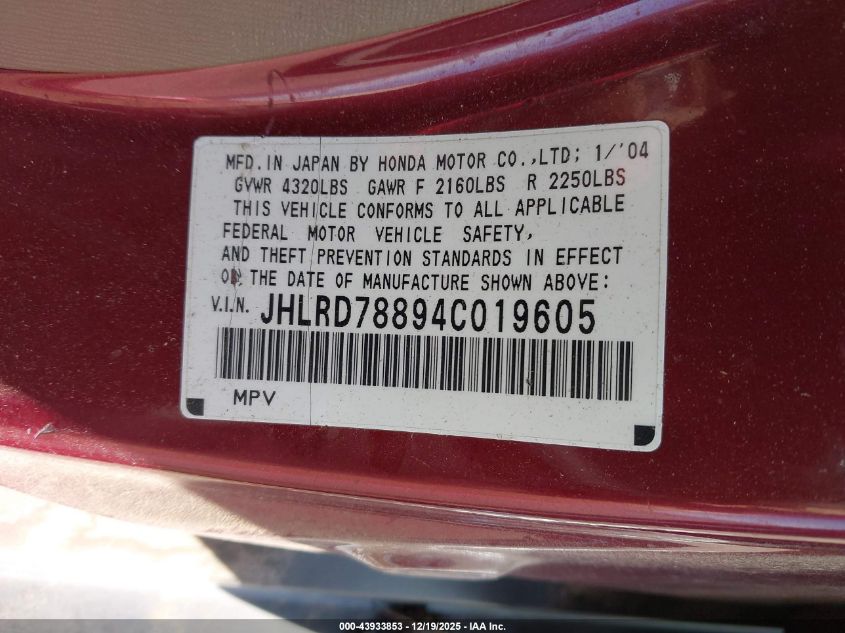 MFD. IN JAPAN BY HONDA MOTOR CO.,LTD; 1/'04
GVWR 4320LBS GAWR F 2160LBS R 2250LBS
THIS VEHICLE CONFORMS TO ALL APPLICABLE
FEDERAL MOTOR VEHICLE SAFETY,
AND THEFT PREVENTION STANDARDS IN EFFECT
ON THE DATE OF MANUFACTURE SHOWN ABOVE:
V.I.N. JHLRD78894C019605
MPV
000-43933853 - 12/19/2025 - IAA Inc.